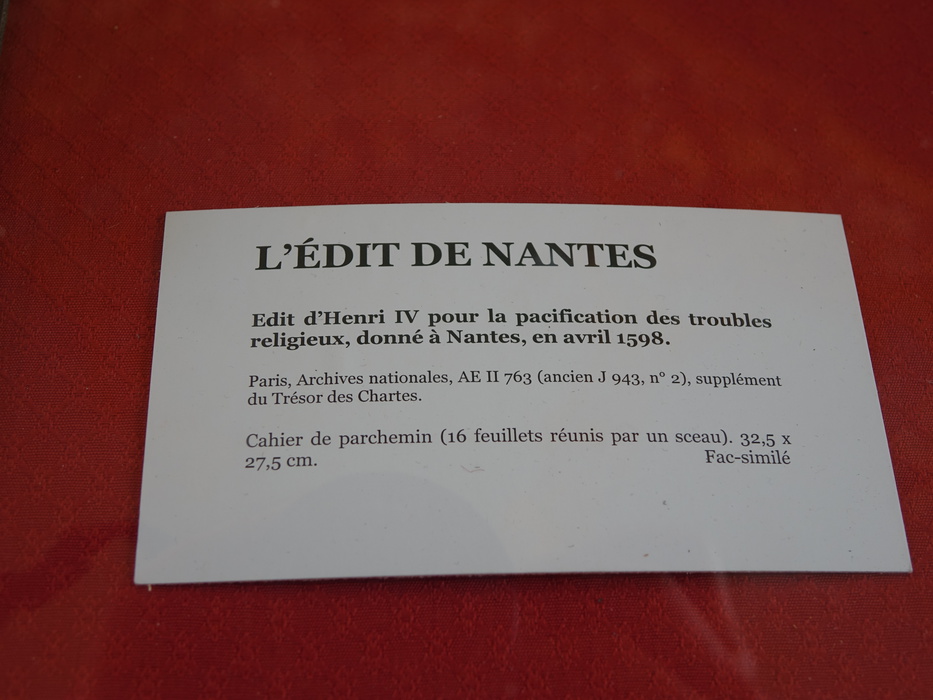 L'ÉDIT DE NANTES
Edit d'Henri IV pour la pacification des troubles
religieux, donné à Nantes, en avril 1598.
Paris, Archives nationales, AE II 763 (ancien J 943, n° 2), supplément
du Trésor des Chartes.
Cahier de parchemin (16 feuillets réunis par un sceau). 32,5 x
27,5 cm. Fac-similé